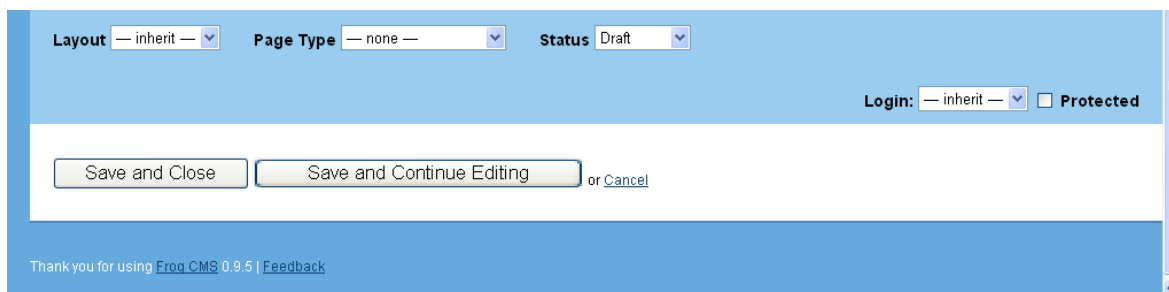 Layout — inherit — Page Type — none — Status Draft
Login: — inherit — Protected
Save and Close Save and Continue Editing or Cancel
Thank you for using Frog CMS 0.9.5 | Feedback